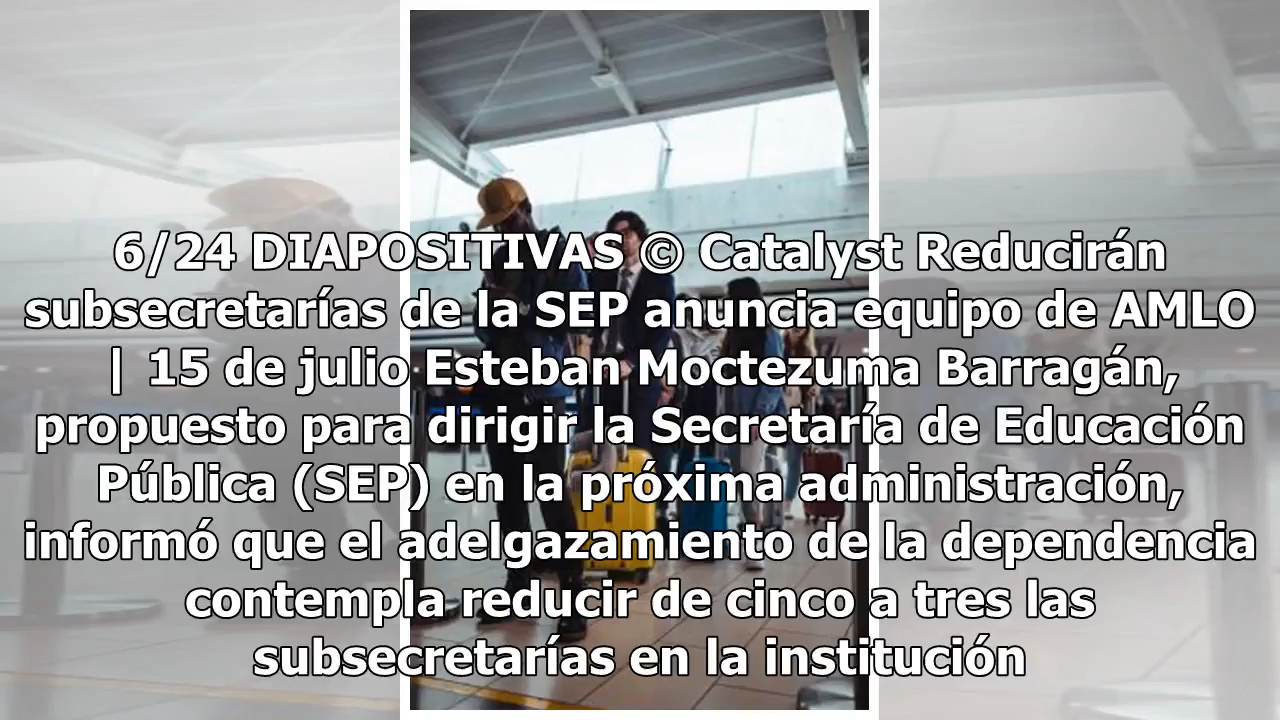 6/24 DIAPOSITIVAS © Catalyst Reducirán
subsecretarías de la SEP anuncia equipo de AMLO
| 15 de julio Esteban Moctezuma Barragán,
propuesto para dirigir la Secretaría de Educación
Pública (SEP) en la próxima administración,
informó que el adelgazamiento de la dependencia
contempla reducir de cinco a tres las
subsecretarías en la institución